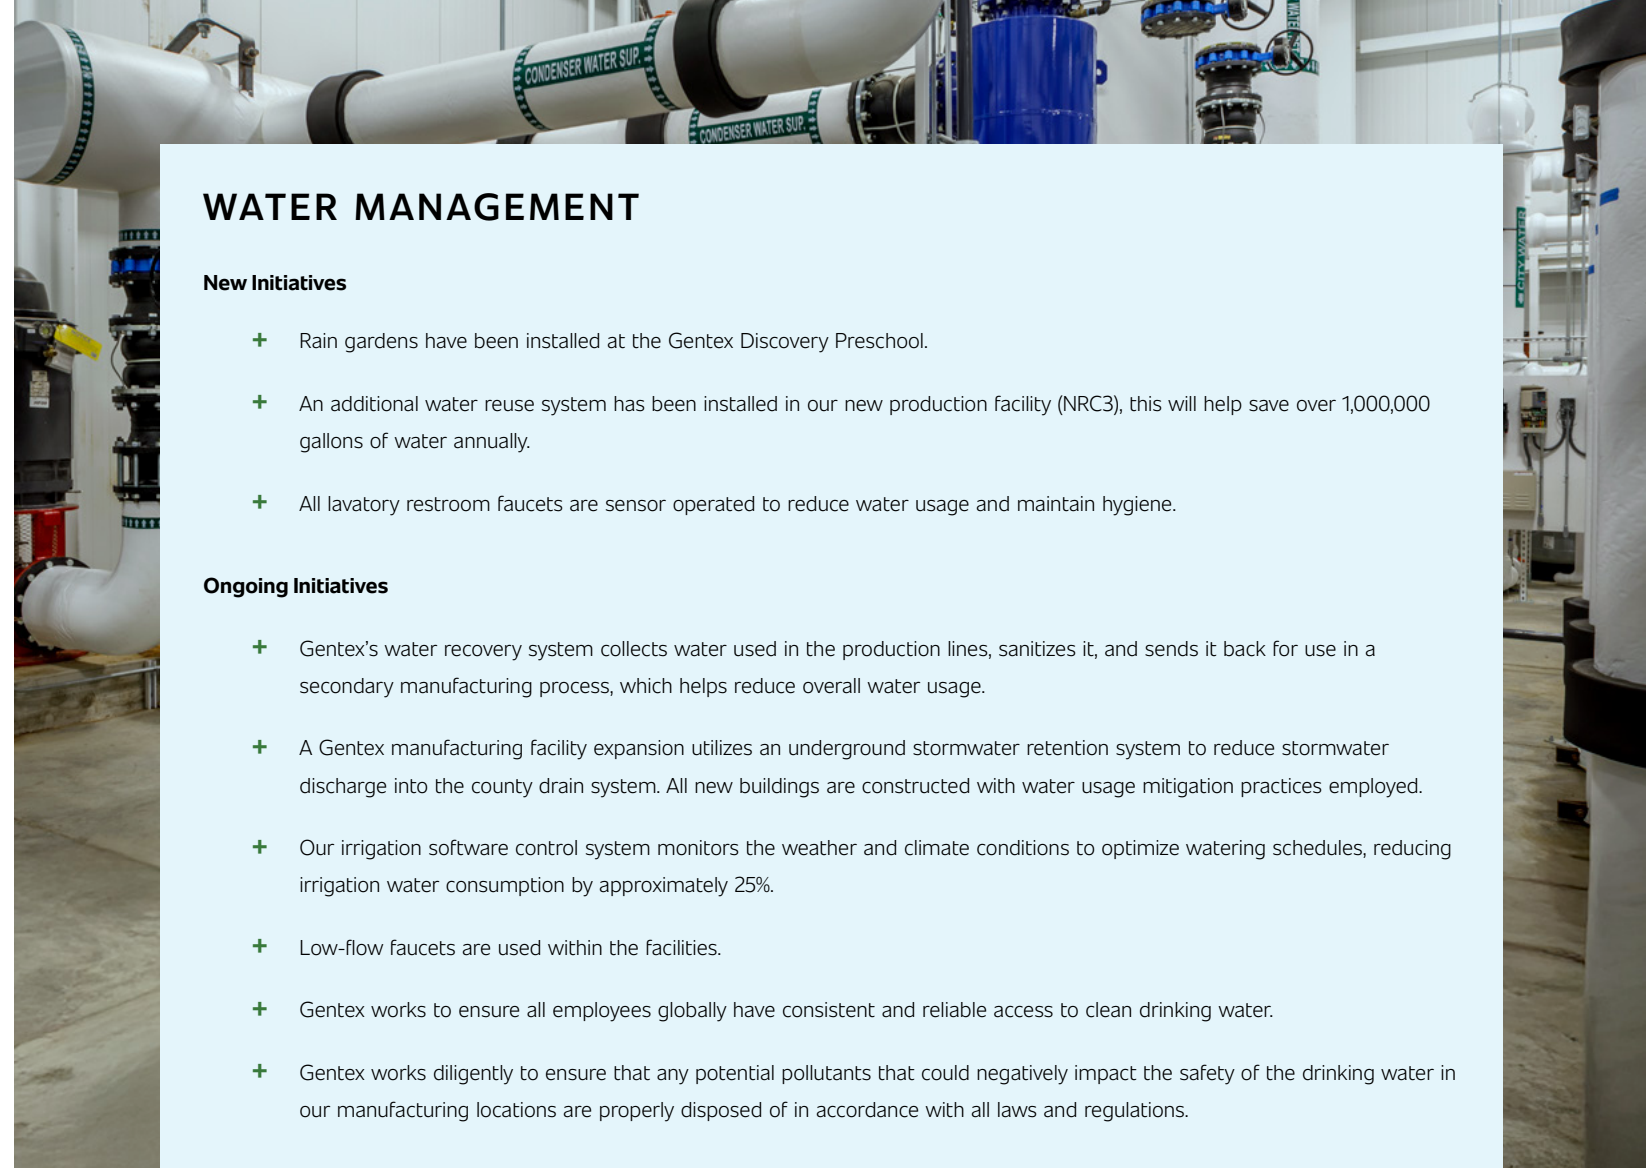 CONDENSER WATER SUP.
CONDENSER WATER SUP.
CITY WATER
WATER MANAGEMENT
New Initiatives
+ Rain gardens have been installed at the Gentex Discovery Preschool.
+ An additional water reuse system has been installed in our new production facility (NRC3), this will help save over 1,000,000
gallons of water annually.
+ All lavatory restroom faucets are sensor operated to reduce water usage and maintain hygiene.
Ongoing Initiatives
+ Gentex’s water recovery system collects water used in the production lines, sanitizes it, and sends it back for use in a
secondary manufacturing process, which helps reduce overall water usage.
+ A Gentex manufacturing facility expansion utilizes an underground stormwater retention system to reduce stormwater
discharge into the county drain system. All new buildings are constructed with water usage mitigation practices employed.
+ Our irrigation software control system monitors the weather and climate conditions to optimize watering schedules, reducing
irrigation water consumption by approximately 25%.
+ Low-flow faucets are used within the facilities.
+ Gentex works to ensure all employees globally have consistent and reliable access to clean drinking water.
+ Gentex works diligently to ensure that any potential pollutants that could negatively impact the safety of the drinking water in
our manufacturing locations are properly disposed of in accordance with all laws and regulations.